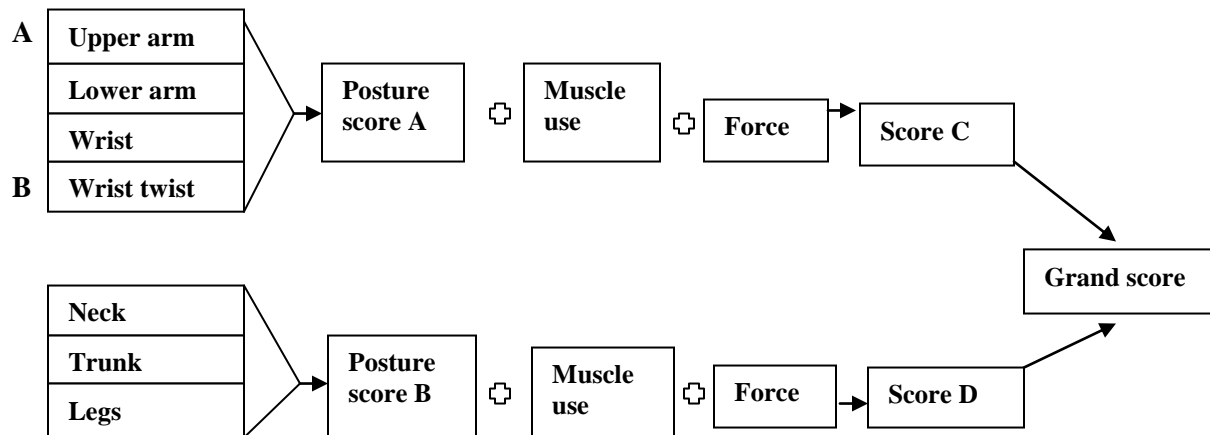 A
Upper arm
Lower arm
Wrist
B
Wrist twist
Posture
score A
Muscle
use
Force
Score C
Grand score
Neck
Trunk
Legs
Posture
score B
Muscle
use
Force
Score D